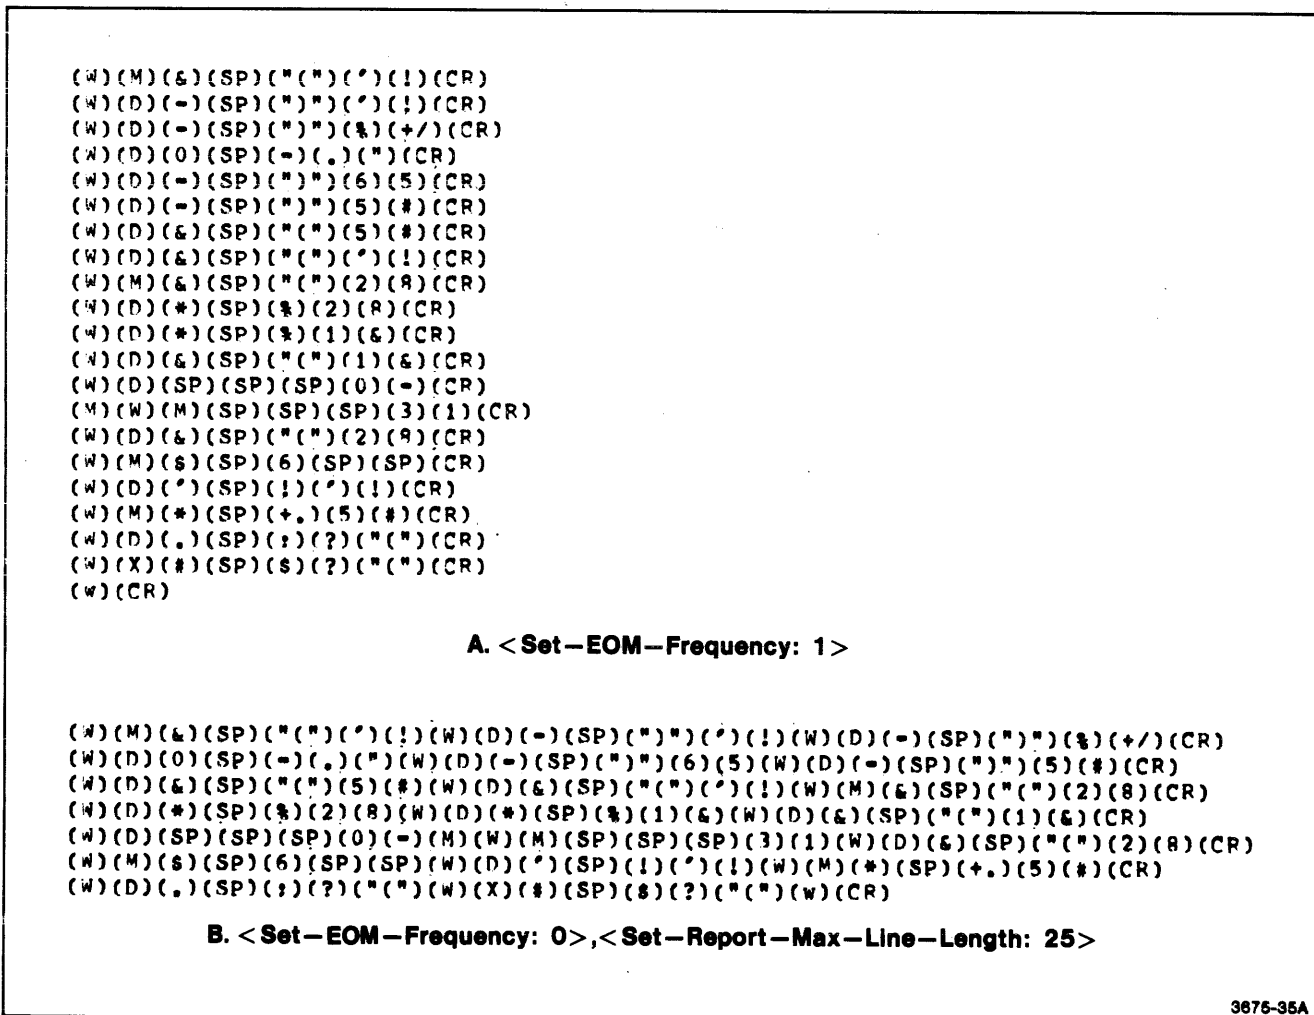 (W)(M)(&)(SP)("(")(')(!)(CR)
(W)(D)(-)(SP)(")")(')(!)(CR)
(W)(D)(-)(SP)(")")(%)(+/)(CR)
(W)(D)(0)(SP)(-)(.)(")(CR)
(W)(D)(-)(SP)(")")(6)(5)(CR)
(W)(D)(-)(SP)(")")(5)(#)(CR)
(W)(D)(&)(SP)("(")(5)(#)(CR)
(W)(D)(&)(SP)("(")(')(!)(CR)
(W)(M)(&)(SP)("(")(2)(8)(CR)
(W)(D)(*)(SP)(%)(2)(8)(CR)
(W)(D)(*)(SP)(%)(1)(&)(CR)
(W)(D)(&)(SP)("(")(1)(&)(CR)
(W)(D)(SP)(SP)(SP)(0)(-)(CR)
(M)(W)(M)(SP)(SP)(SP)(3)(1)(CR)
(W)(D)(&)(SP)("(")(2)(8)(CR)
(W)(M)($)(SP)(6)(SP)(SP)(CR)
(W)(D)(')(SP)(!)(')(!)(CR)
(W)(M)(*)(SP)(+.)(5)(#)(CR)
(W)(D)(.)(SP)(;)(?)("(")(CR)
(W)(X)(#)(SP)($)(?)("(")(CR)
(w)(CR)
A. <Set—EOM—Frequency: 1>
(W)(M)(&)(SP)("(")(')(!)(W)(D)(-)(SP)(")")(')(!)(W)(D)(-)(SP)(")")(%)(+/)(CR)
(W)(D)(0)(SP)(-)(.)(")(W)(D)(-)(SP)(")")(6)(5)(W)(D)(-)(SP)(")")(5)(#)(CR)
(W)(D)(&)(SP)("(")(5)(#)(W)(D)(&)(SP)("(")(')(!)(W)(M)(&)(SP)("(")(2)(8)(CR)
(W)(D)(*)(SP)(%)(2)(8)(W)(D)(*)(SP)(%)(1)(&)(W)(D)(&)(SP)("(")(1)(&)(CR)
(W)(D)(SP)(SP)(SP)(0)(-)(M)(W)(M)(SP)(SP)(SP)(3)(1)(W)(D)(&)(SP)("(")(2)(8)(CR)
(W)(M)($)(SP)(6)(SP)(SP)(W)(D)(')(SP)(!)(')(!)(W)(M)(*)(SP)(+.)(5)(#)(CR)
(W)(D)(.)(SP)(;)(?)("(")(W)(X)(#)(SP)($)(?)("(")(w)(CR)
B. <Set—EOM—Frequency: 0>,<Set—Report—Max—Line—Length: 25>
3675-35A